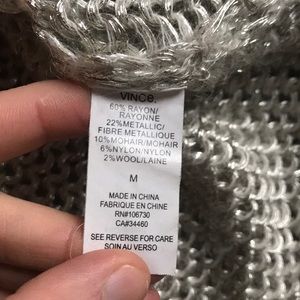 VINCE.
60% RAYON/
RAYONNE
22%METALLIC/
FIBRE METALLIQUE
10%MOHAIR/MOHAIR
6%NYLON/NYLON
2%WOOL/LAINE
M
MADE IN CHINA
FABRIQUE EN CHINE
RN#106730
CA#34460
SEE REVERSE FOR CARE
SOIN AU VERSO